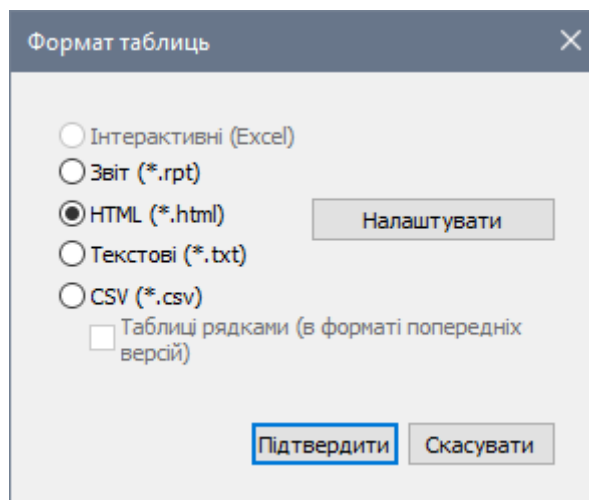 Формат таблиць
Інтерактивні (Excel)
Звіт (*.rpt)
HTML (*.html)
Налаштувати
Текстові (*.txt)
CSV (*.csv)
Таблиці рядками (в форматі попередніх
версій)
Підтвердити
Скасувати